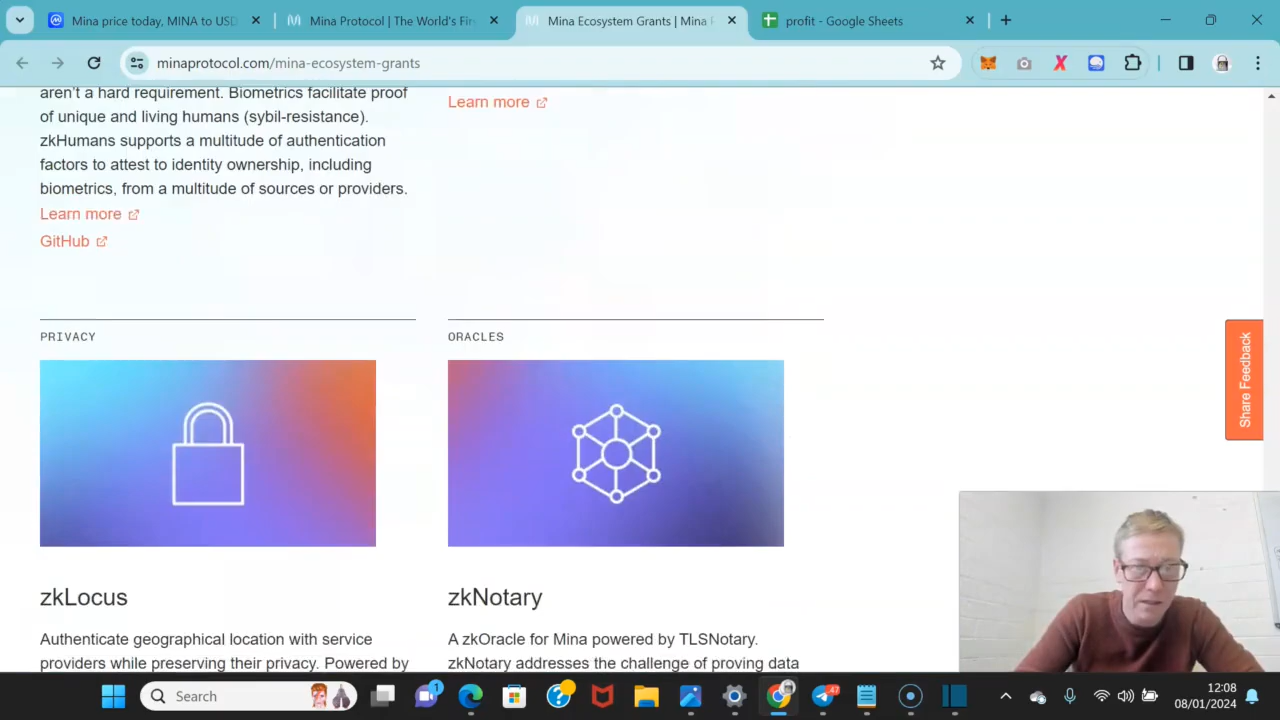 Mina price today, MINA to USD
Mina Protocol | The World's Fir
Mina Ecosystem Grants | Mina
profit - Google Sheets
minaprotocol.com/mina-ecosystem-grants
aren't a hard requirement. Biometrics facilitate proof
of unique and living humans (sybil-resistance).
zkHumans supports a multitude of authentication
factors to attest to identity ownership, including
biometrics, from a multitude of sources or providers.
Learn more
GitHub
Learn more
PRIVACY
zkLocus
Authenticate geographical location with service
providers while preserving their privacy. Powered by
ORACLES
zkNotary
A zkOracle for Mina powered by TLSNotary.
zkNotary addresses the challenge of proving data
Share Feedback
Search
1
47
12:08
08/01/2024